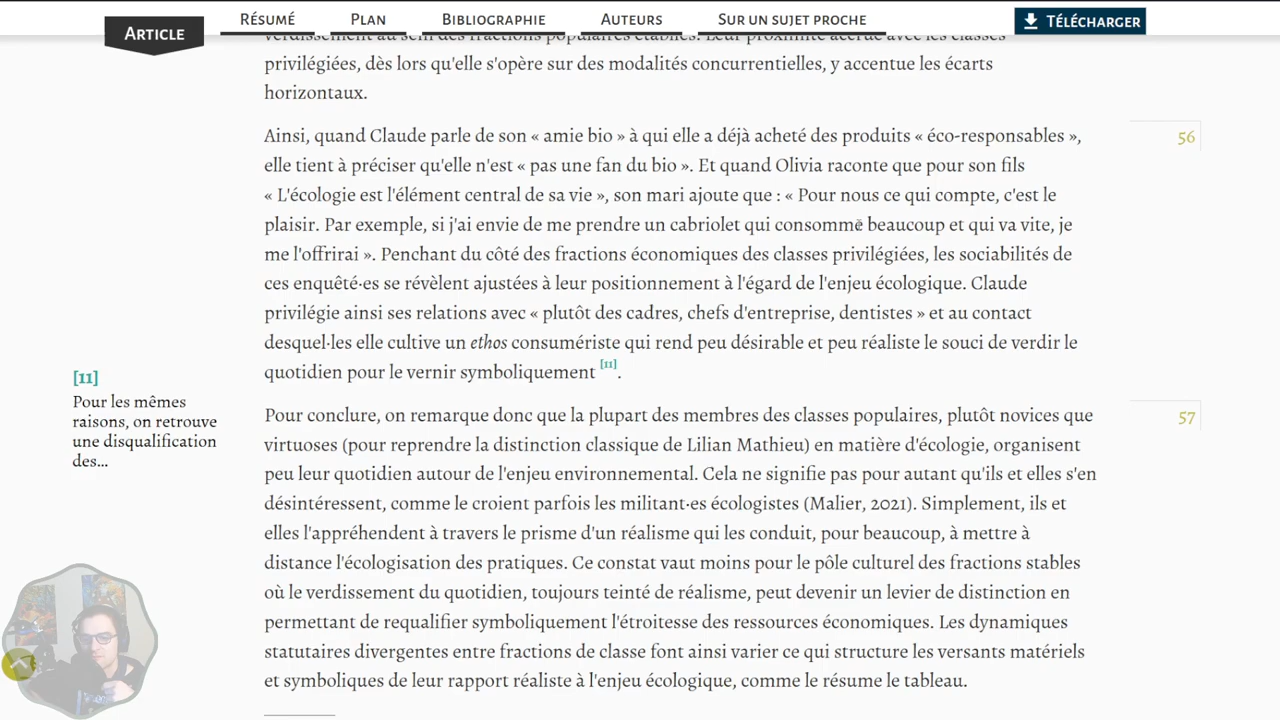 ARTICLE
RÉSUMÉ
PLAN
BIBLIOGRAPHIE
AUTEURS
SUR UN SUJET PROCHE
TÉLÉCHARGER
verdissement au sein des fractions populaires établies. Leur proximité accrue avec les classes
privilégiées, dès lors qu'elle s'opère sur des modalités concurrentielles, y accentue les écarts
horizontaux.
Ainsi, quand Claude parle de son « amie bio » à qui elle a déjà acheté des produits « éco-responsables »,
56
elle tient à préciser qu'elle n'est « pas une fan du bio ». Et quand Olivia raconte que pour son fils
« L'écologie est l'élément central de sa vie », son mari ajoute que : « Pour nous ce qui compte, c'est le
plaisir. Par exemple, si j'ai envie de me prendre un cabriolet qui consomme beaucoup et qui va vite, je
me l'offrirai ». Penchant du côté des fractions économiques des classes privilégiées, les sociabilités de
ces enquêté·es se révèlent ajustées à leur positionnement à l'égard de l'enjeu écologique. Claude
privilégie ainsi ses relations avec « plutôt des cadres, chefs d'entreprise, dentistes » et au contact
desquel·les elle cultive un ethos consumériste qui rend peu désirable et peu réaliste le souci de verdir le
quotidien pour le vernir symboliquement [11].
[11]
Pour les mêmes
raisons, on retrouve
une disqualification
des...
Pour conclure, on remarque donc que la plupart des membres des classes populaires, plutôt novices que
57
virtuoses (pour reprendre la distinction classique de Lilian Mathieu) en matière d'écologie, organisent
peu leur quotidien autour de l'enjeu environnemental. Cela ne signifie pas pour autant qu'ils et elles s'en
désintéressent, comme le croient parfois les militant·es écologistes (Malier, 2021). Simplement, ils et
elles l'appréhendent à travers le prisme d'un réalisme qui les conduit, pour beaucoup, à mettre à
distance l'écologisation des pratiques. Ce constat vaut moins pour le pôle culturel des fractions stables
où le verdissement du quotidien, toujours teinté de réalisme, peut devenir un levier de distinction en
permettant de requalifier symboliquement l'étroitesse des ressources économiques. Les dynamiques
statutaires divergentes entre fractions de classe font ainsi varier ce qui structure les versants matériels
et symboliques de leur rapport réaliste à l'enjeu écologique, comme le résume le tableau.